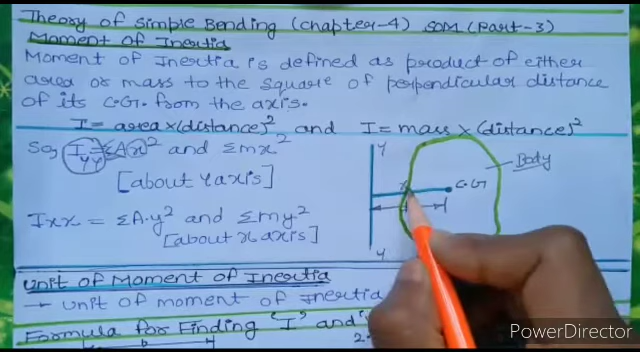 Theory of Simple Bending (Chapter-4) SOM (Part-3)
Moment of Inertia
Moment of Inertia is defined as product of either
area or mass to the square of perpendicular distance
of its C.G. from the axis.
I = area×(distance)² and I = mass×(distance)²
So, Iyy = ΣAx² and Σmx²
[about Y axis]
Ixx = ΣA.y² and Σmy²
[about x axis]
y
x
C.G
Body
y
Unit of Moment of Inertia
→ unit of moment of Inertia
Formula for Finding 'I' and
b
PowerDirector